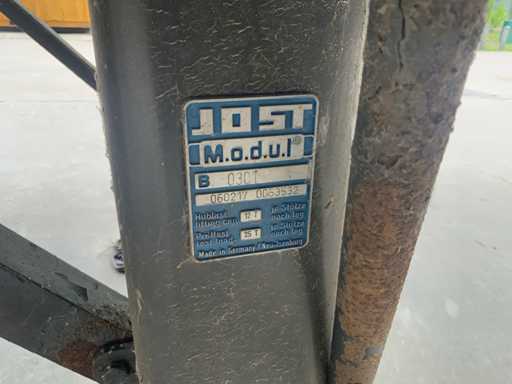 JOST
M.o.d.u.l®
B 0301
060217 0063532
Hublast 12 T je Stütze
lifting cap. each leg
Prüflast 25 T je Stütze
test load each leg
Made in Germany / Neu-Isenburg